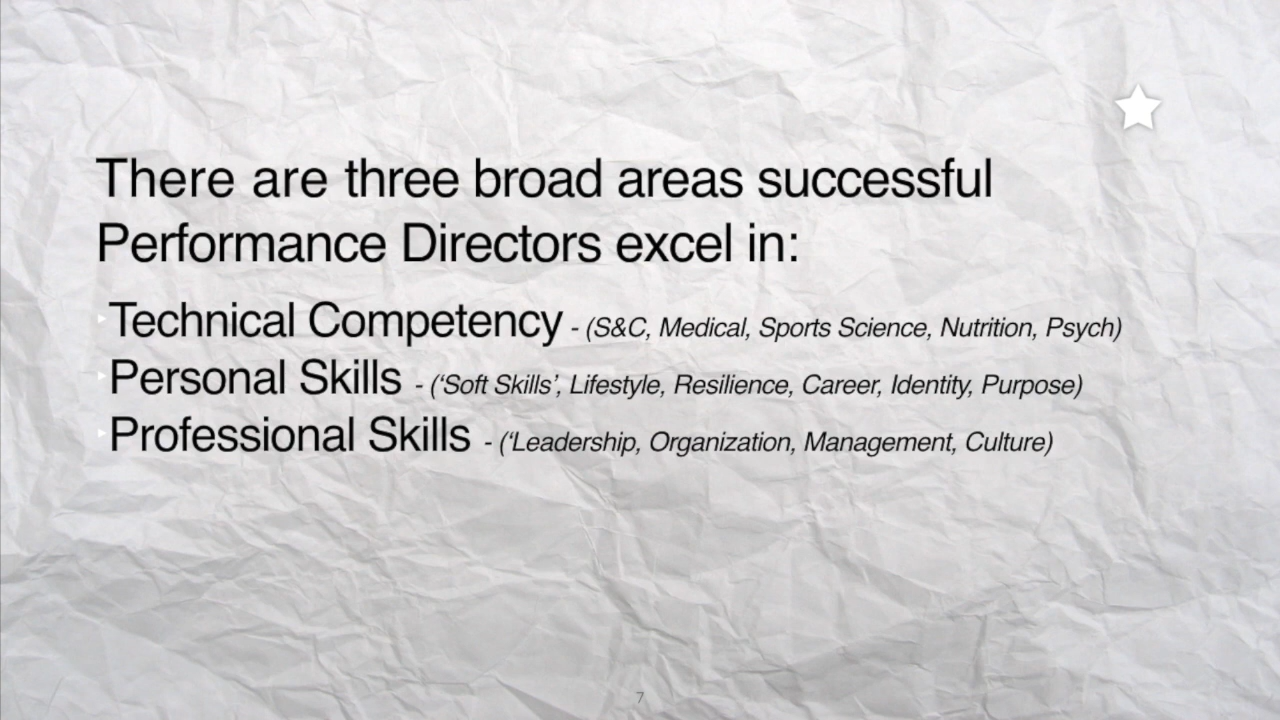 There are three broad areas successful
Performance Directors excel in:
Technical Competency - (S&C, Medical, Sports Science, Nutrition, Psych)
Personal Skills - (‘Soft Skills’, Lifestyle, Resilience, Career, Identity, Purpose)
Professional Skills - (‘Leadership, Organization, Management, Culture)
7